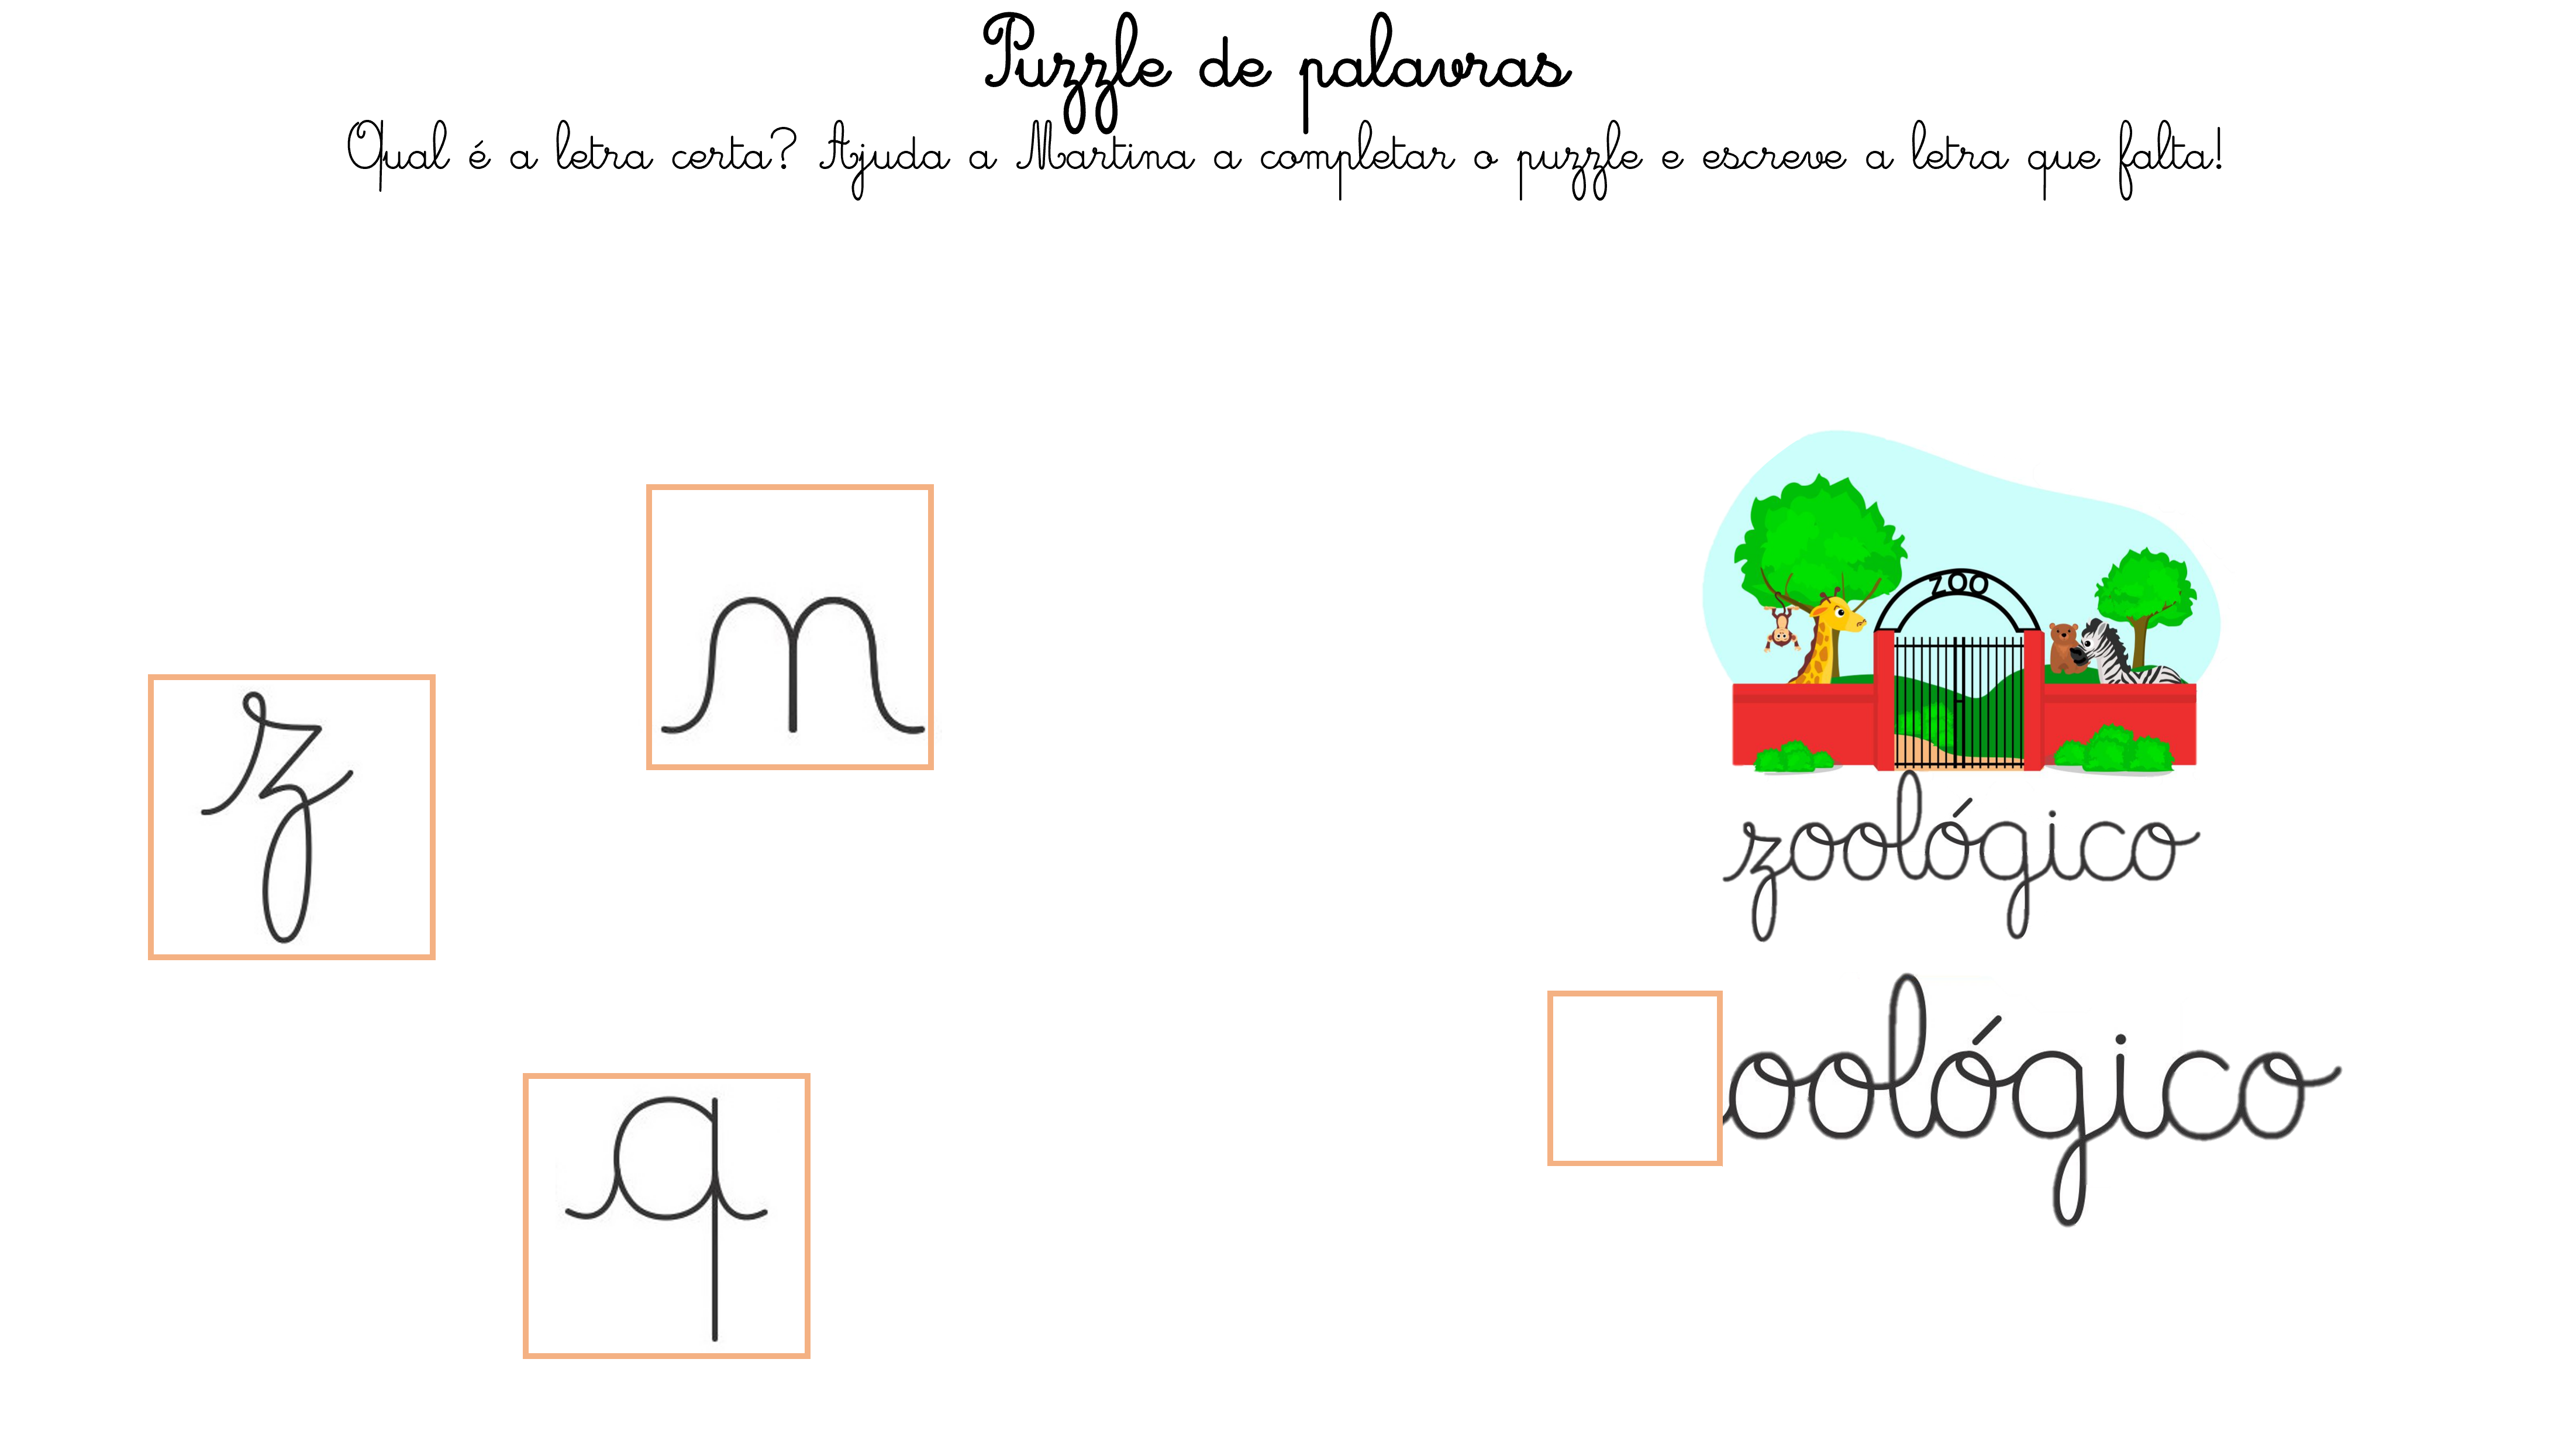 Puzzle de palavras
Qual é a letra certa? Ajuda a Martina a completar o puzzle e escreve a letra que falta!
m
z
ZOO
zoológico
oológico
q